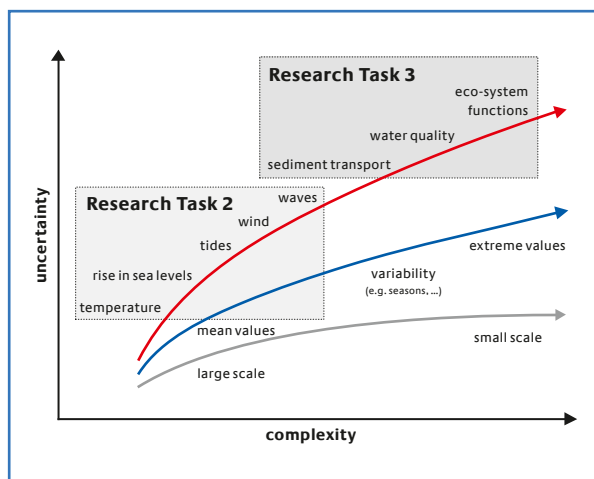 Research Task 3
eco-system
functions
water quality
sediment transport
Research Task 2
waves
wind
tides
rise in sea levels
temperature
extreme values
variability
(e.g. seasons, ...)
mean values
small scale
large scale
uncertainty
complexity